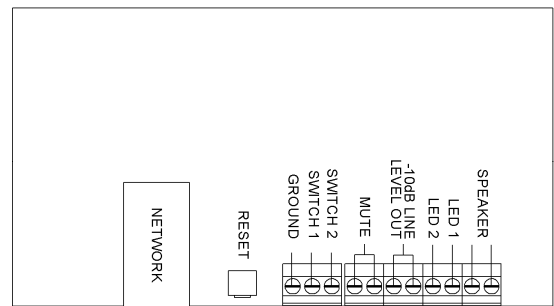 NETWORK
RESET
GROUND
SWITCH 1
SWITCH 2
MUTE
-10dB LINE
LEVEL OUT
LED 2
LED 1
SPEAKER